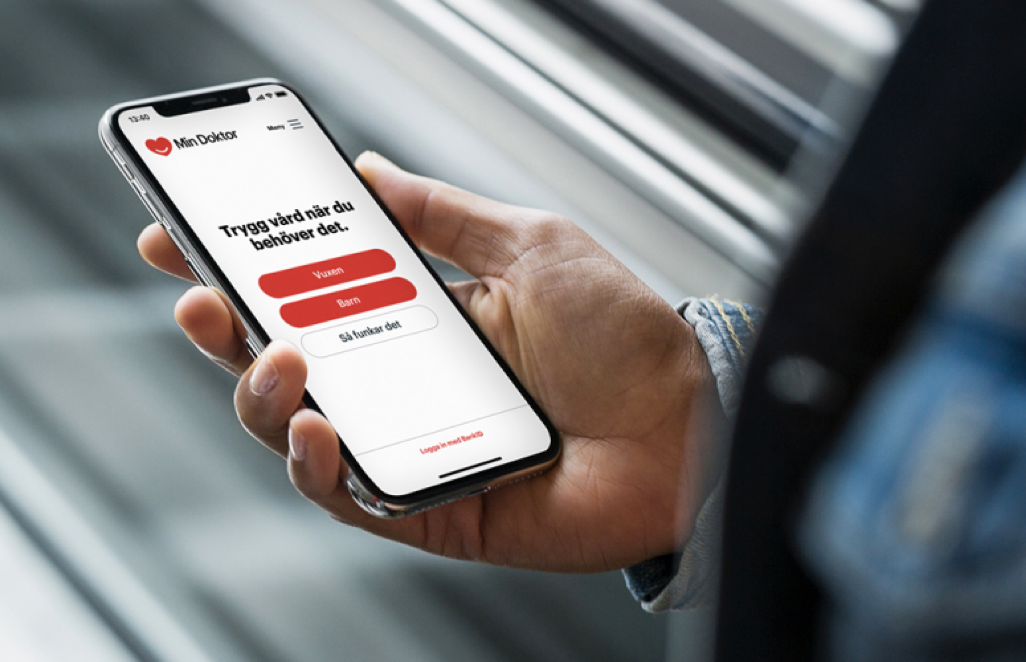 13:40
Min Doktor
Meny
Trygg vård när du
behöver det.
Vuxen
Barn
Så funkar det
Logga in med BankID